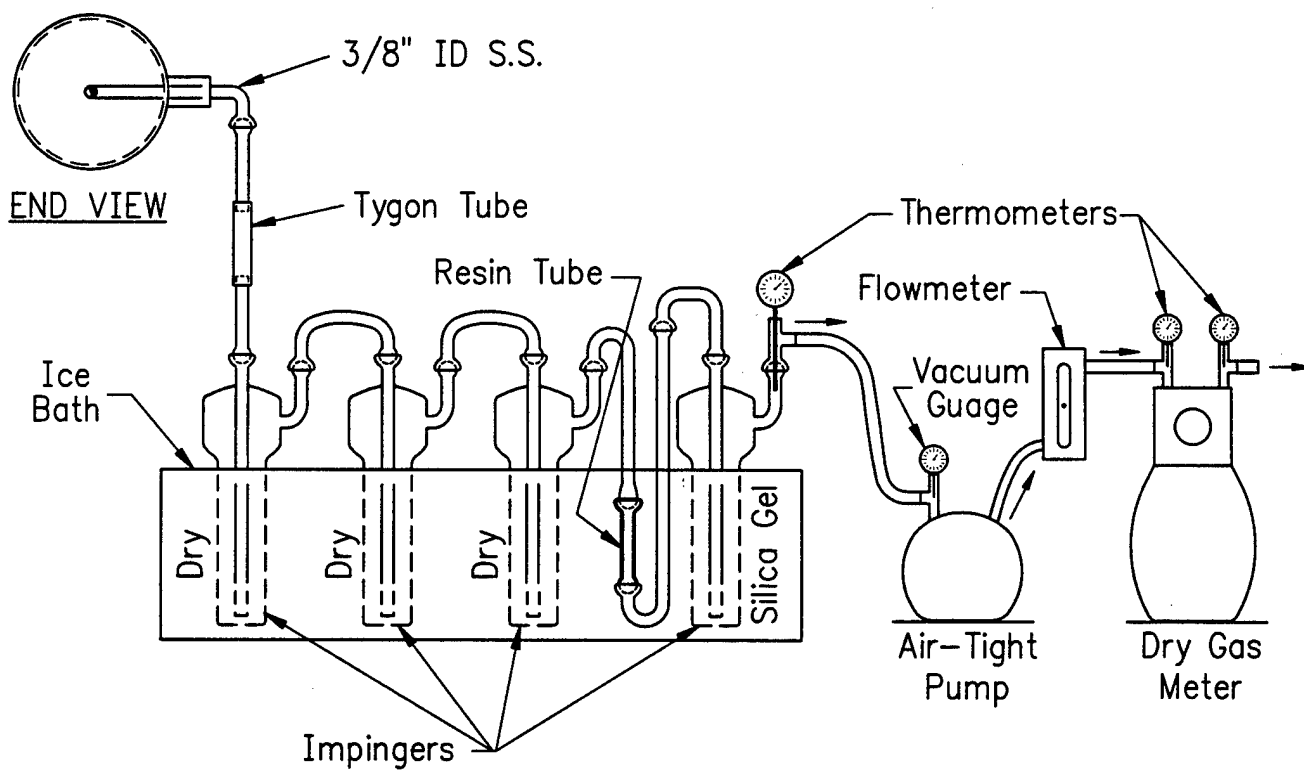 3/8" ID S.S.
END VIEW
Tygon Tube
Thermometers
Resin Tube
Flowmeter
Ice
Bath
Vacuum
Guage
Dry
Dry
Dry
Silica Gel
Air-Tight
Pump
Dry Gas
Meter
Impingers